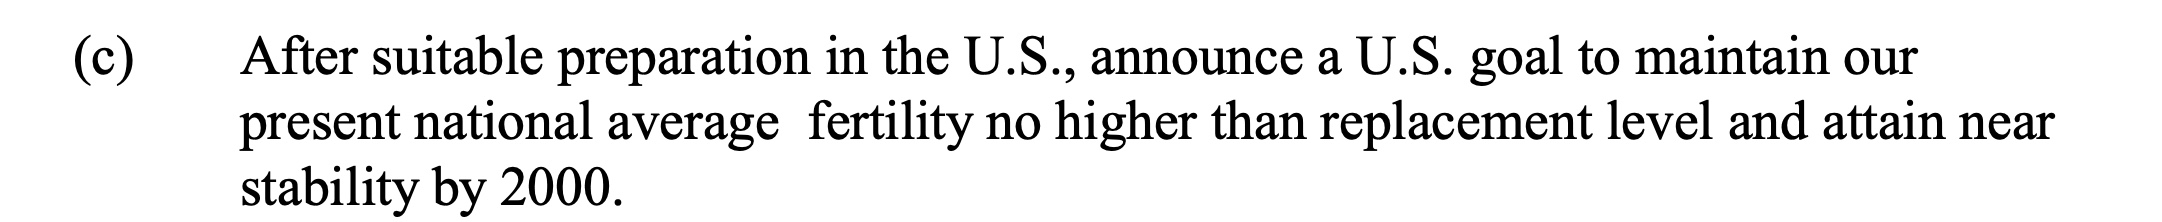 (c) After suitable preparation in the U.S., announce a U.S. goal to maintain our
present national average  fertility no higher than replacement level and attain near
stability by 2000.